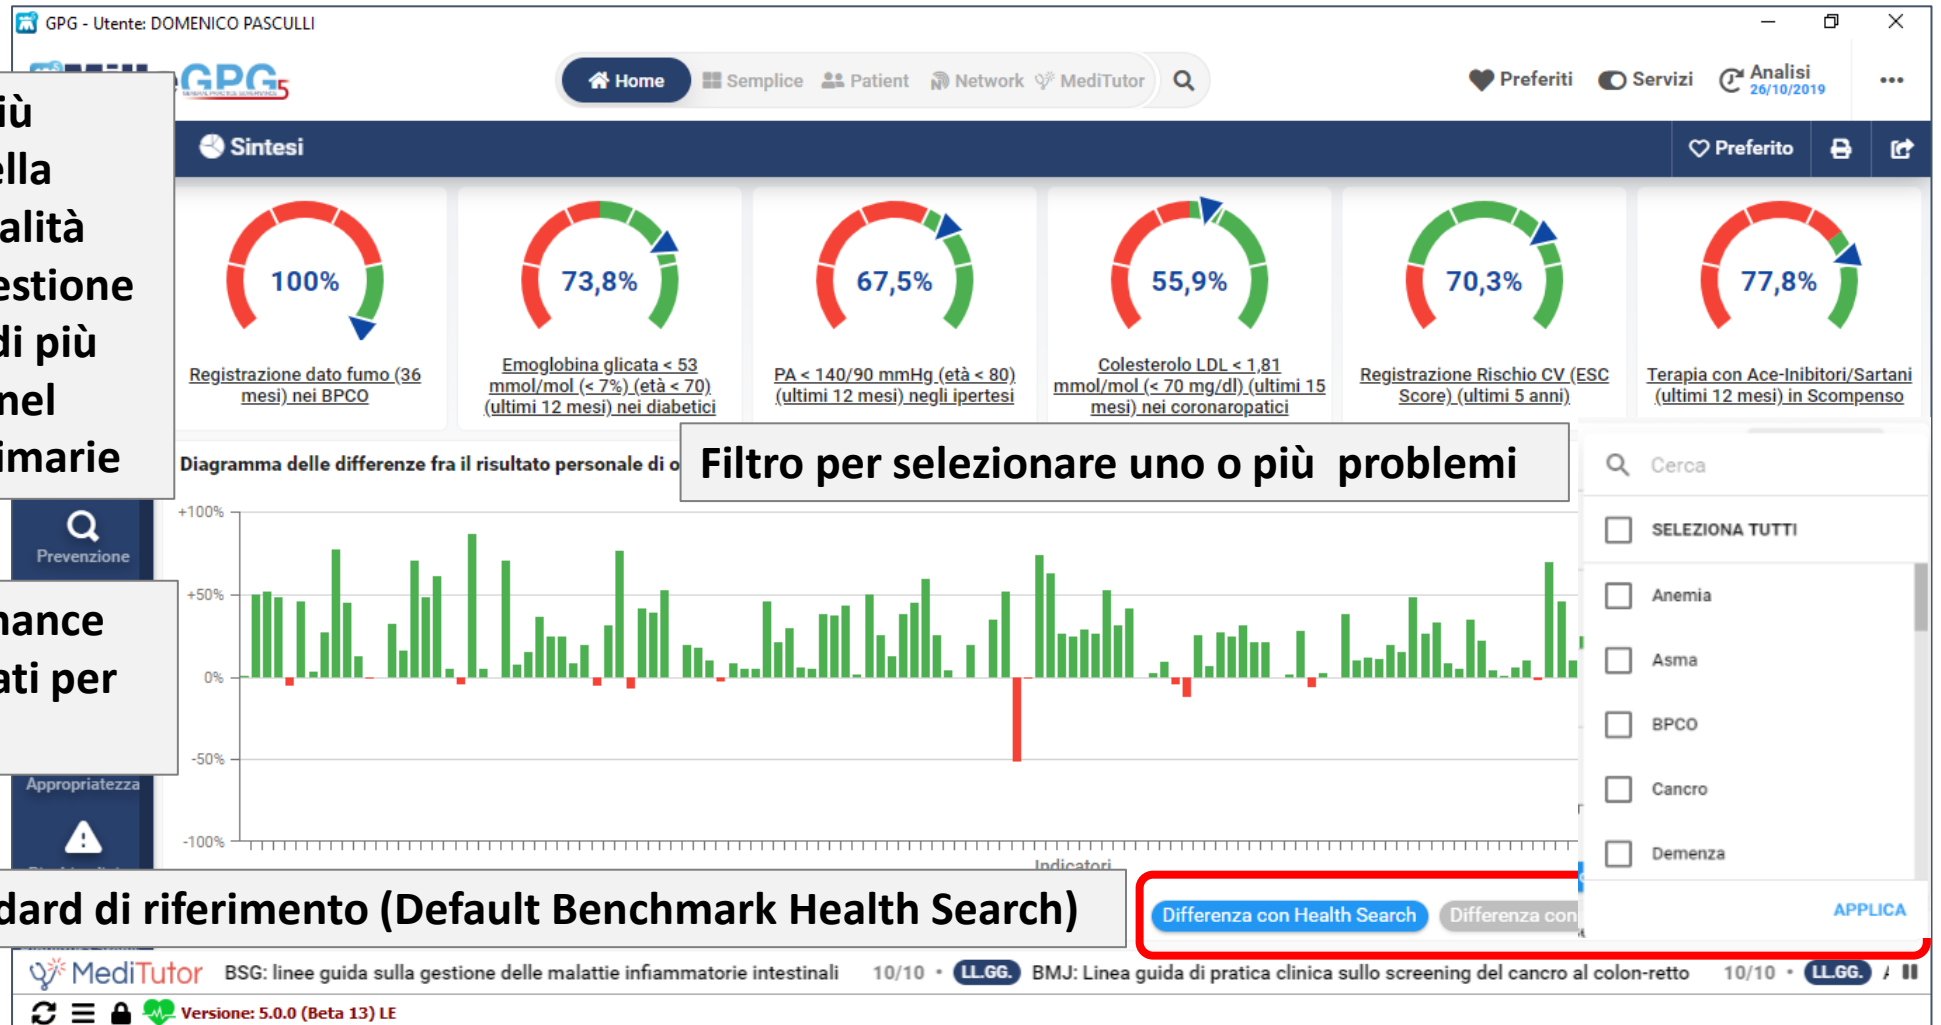 GPG - Utente: DOMENICO PASCULLI
GPG5
Home
Semplice
Patient
Network
MediTutor
Preferiti
Servizi
Analisi
26/10/2019
iù
ella
alità
estione
di più
nel
imarie
Sintesi
Preferito
100%
Registrazione dato fumo (36
mesi) nei BPCO
73,8%
Emoglobina glicata < 53
mmol/mol (< 7%) (età < 70)
(ultimi 12 mesi) nei diabetici
67,5%
PA < 140/90 mmHg (età < 80)
(ultimi 12 mesi) negli ipertesi
55,9%
Colesterolo LDL < 1,81
mmol/mol (< 70 mg/dl) (ultimi 15
mesi) nei coronaropatici
70,3%
Registrazione Rischio CV (ESC
Score) (ultimi 5 anni)
77,8%
Terapia con Ace-Inibitori/Sartani
(ultimi 12 mesi) in Scompenso
Diagramma delle differenze fra il risultato personale di o
Filtro per selezionare uno o più problemi
Cerca
SELEZIONA TUTTI
Anemia
Asma
BPCO
Cancro
Demenza
APPLICA
Prevenzione
nance
ati per
Appropriatezza
+100%
+50%
0%
-50%
-100%
Indicatori
dard di riferimento (Default Benchmark Health Search)
Differenza con Health Search
Differenza con
MediTutor
BSG: linee guida sulla gestione delle malattie infiammatorie intestinali 10/10 • LL.GG. BMJ: Linea guida di pratica clinica sullo screening del cancro al colon-retto 10/10 • LL.GG.
Versione: 5.0.0 (Beta 13) LE